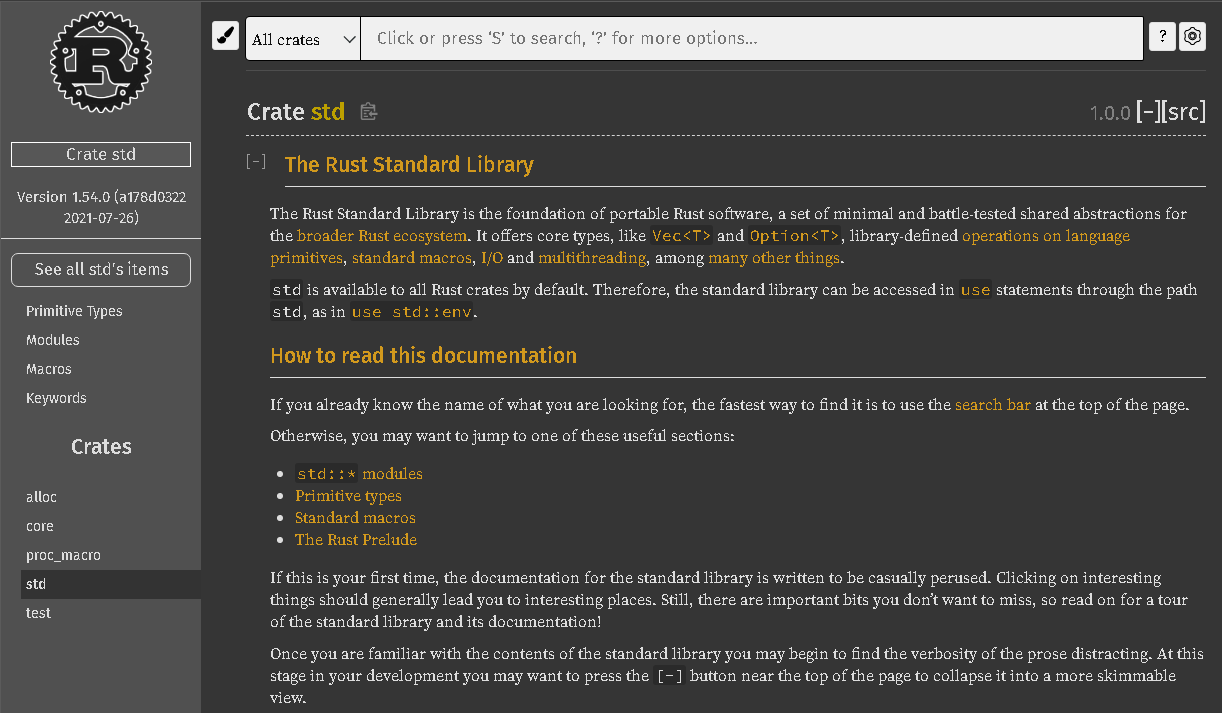 R
Crate std
Version 1.54.0 (a178d0322
2021-07-26)
See all std's items
Primitive Types
Modules
Macros
Keywords
Crates
alloc
core
proc_macro
std
test
All crates
Click or press ‘S’ to search, ‘?’ for more options…
?
Crate std
1.0.0 [−][src]
[−] The Rust Standard Library
The Rust Standard Library is the foundation of portable Rust software, a set of minimal and battle-tested shared abstractions for
the broader Rust ecosystem. It offers core types, like Vec<T> and Option<T>, library-defined operations on language
primitives, standard macros, I/O and multithreading, among many other things.
std is available to all Rust crates by default. Therefore, the standard library can be accessed in use statements through the path
std, as in use std::env.
How to read this documentation
If you already know the name of what you are looking for, the fastest way to find it is to use the search bar at the top of the page.
Otherwise, you may want to jump to one of these useful sections:
• std::* modules
• Primitive types
• Standard macros
• The Rust Prelude
If this is your first time, the documentation for the standard library is written to be casually perused. Clicking on interesting
things should generally lead you to interesting places. Still, there are important bits you don’t want to miss, so read on for a tour
of the standard library and its documentation!
Once you are familiar with the contents of the standard library you may begin to find the verbosity of the prose distracting. At this
stage in your development you may want to press the [-] button near the top of the page to collapse it into a more skimmable
view.